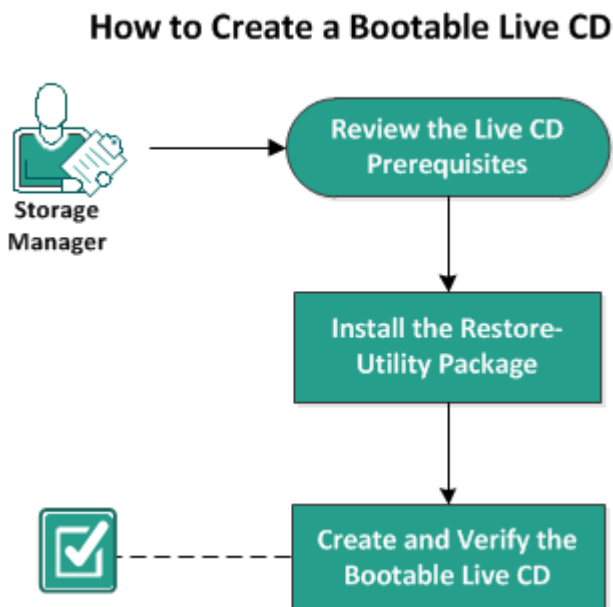 How to Create a Bootable Live CD
Review the Live CD
Prerequisites
Storage
Manager
Install the Restore-
Utility Package
Create and Verify the
Bootable Live CD